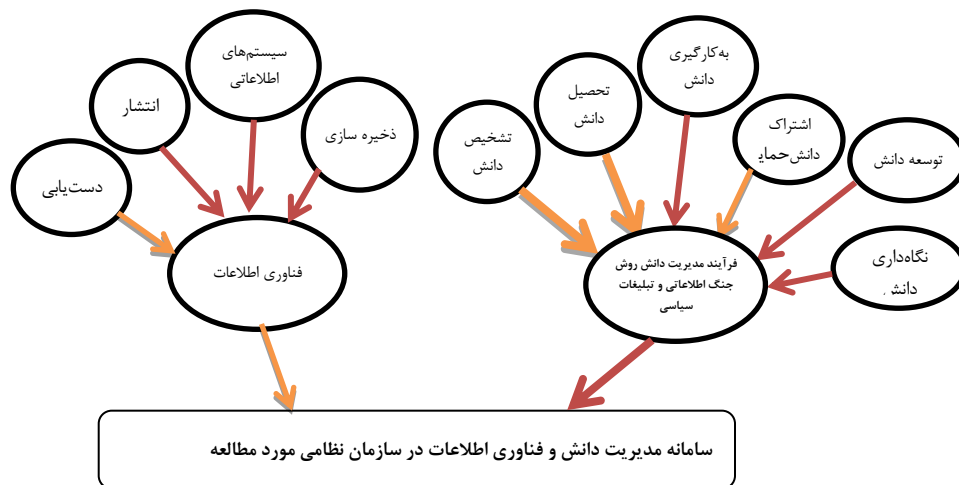 به‌کارگیری
دانش
تحصیل
دانش
تشخیص
دانش
اشتراک
دانش‌حمای
توسعه دانش
نگاه‌داری
دانش
فرآیند مدیریت دانش روش
جنگ اطلاعاتی و تبلیغات
سیاسی
سیستم‌های
اطلاعاتی
انتشار
ذخیره سازی
دست‌یابی
فناوری اطلاعات
سامانه مدیریت دانش و فناوری اطلاعات در سازمان نظامی مورد مطالعه